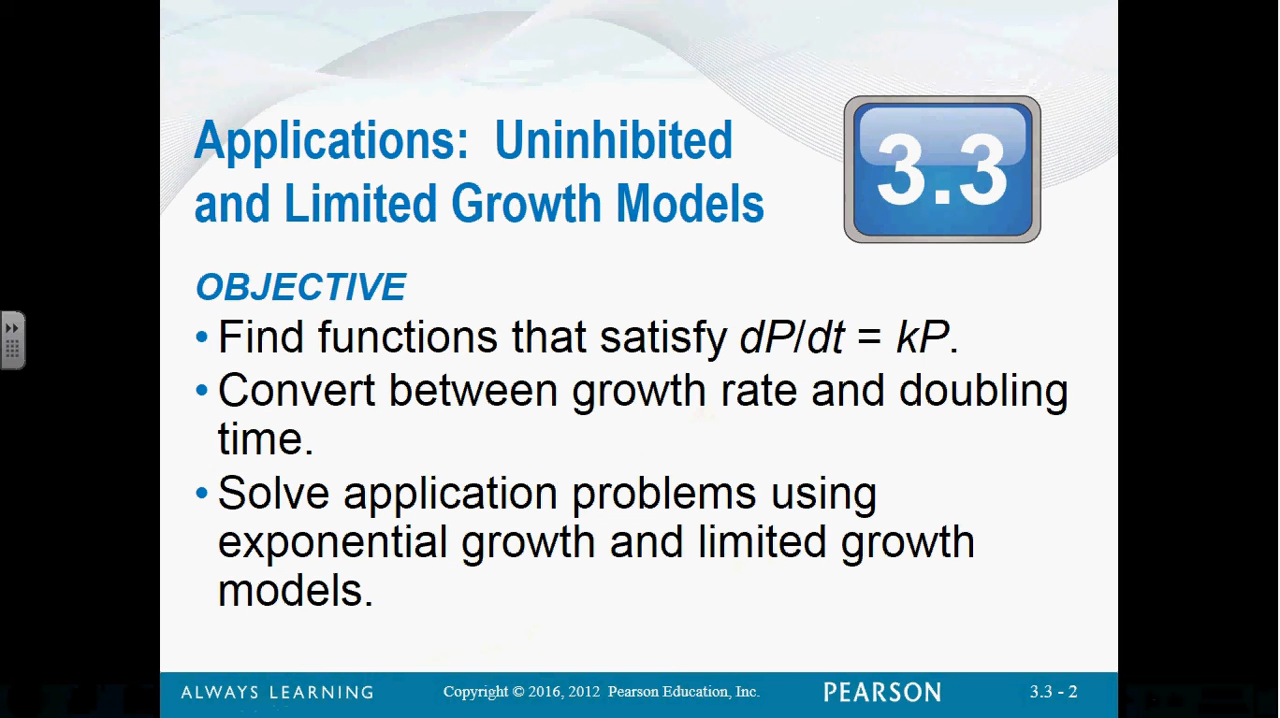 Applications: Uninhibited
and Limited Growth Models
3.3
OBJECTIVE
•Find functions that satisfy dP/dt = kP.
•Convert between growth rate and doubling
time.
•Solve application problems using
exponential growth and limited growth
models.
ALWAYS LEARNING
Copyright © 2016, 2012 Pearson Education, Inc.
PEARSON
3.3 - 2